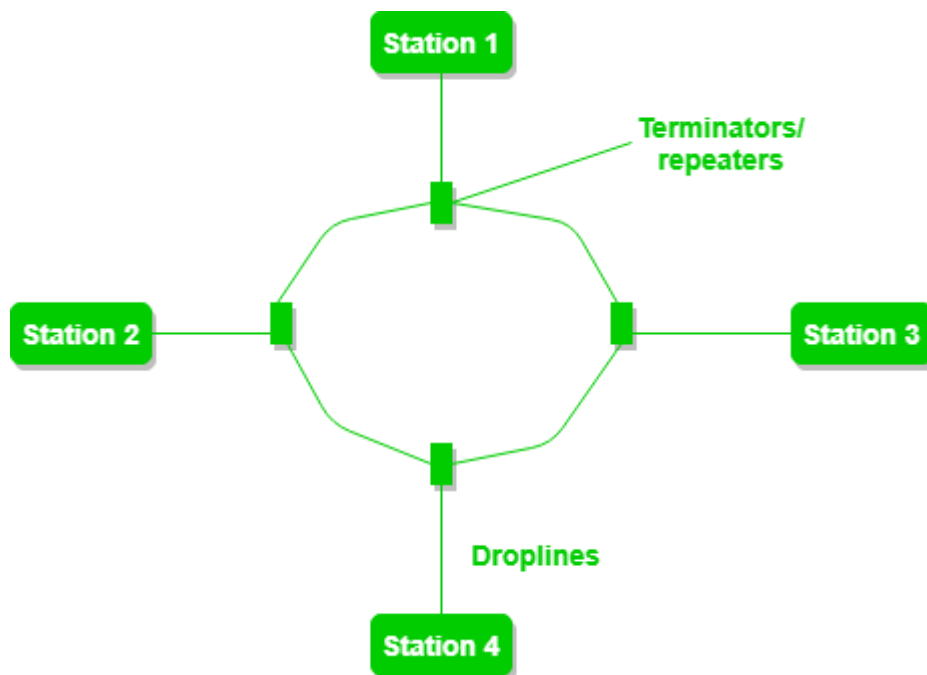 Station 1
Terminators/
repeaters
Station 2
Station 3
Droplines
Station 4